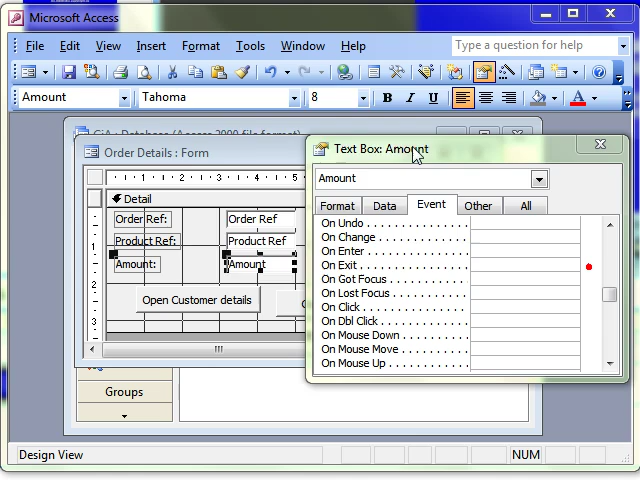 Microsoft Access
File Edit View Insert Format Tools Window Help Type a question for help
Amount Tahoma 8 B I U A
Order Details : Form
Text Box: Amount
Amount
Format Data Event Other All
Detail
Order Ref: Order Ref
Product Ref: Product Ref
Amount: Amount
Open Customer details
On Undo
On Change
On Enter
On Exit
On Got Focus
On Lost Focus
On Click
On Dbl Click
On Mouse Down
On Mouse Move
On Mouse Up
Groups
Design View NUM